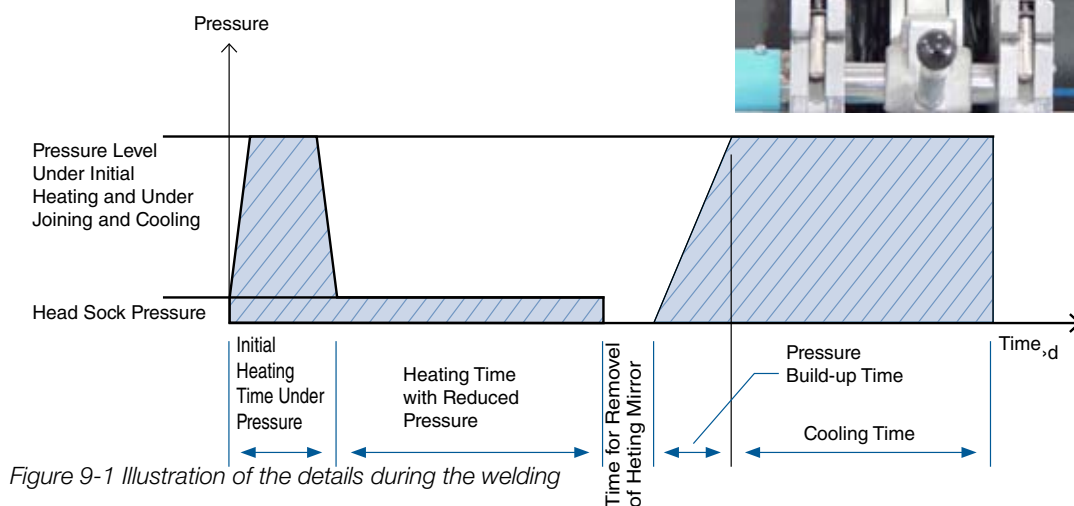 Pressure
Pressure Level
Under Initial
Heating and Under
Joining and Cooling
Head Sock Pressure
Initial
Heating
Time Under
Pressure
Heating Time
with Reduced
Pressure
Time for Removel
of Heting Mirror
Pressure
Build-up Time
Cooling Time
Time,d
Figure 9-1 Illustration of the details during the welding